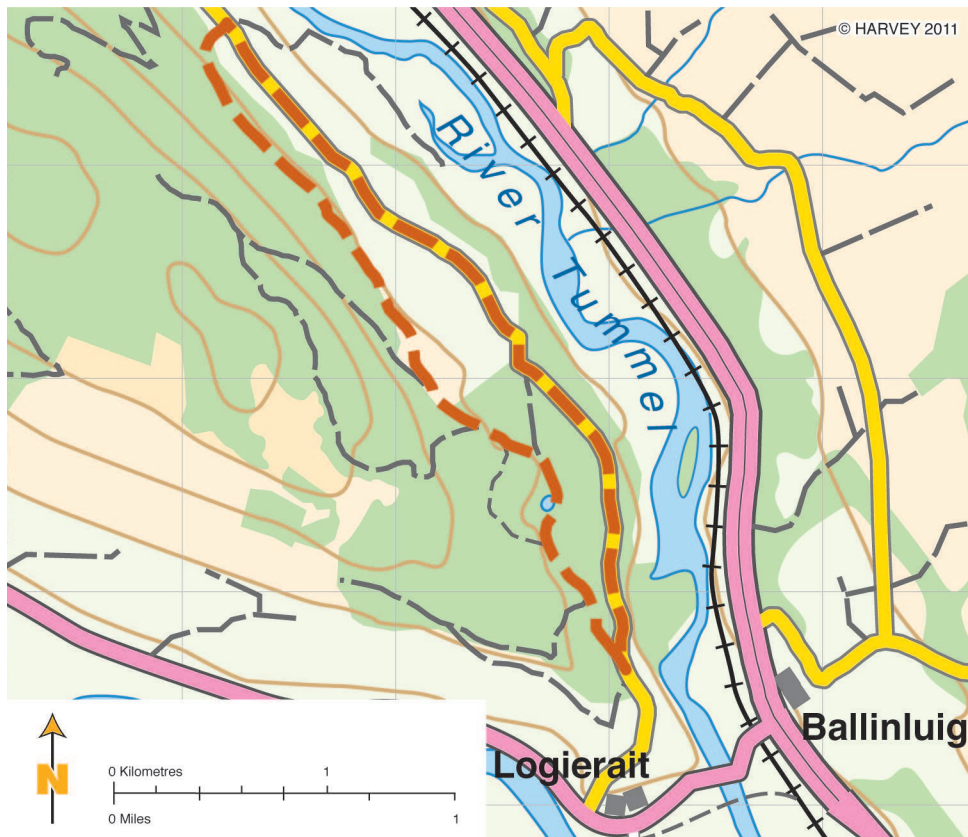 © HARVEY 2011
River Tummel
Ballinluig
Logierait
N
0 Kilometres 1
0 Miles 1